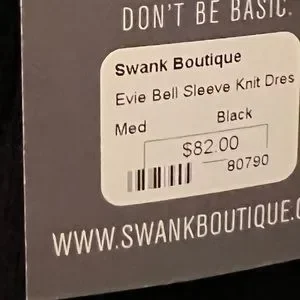 DON'T BE BASIC.
Swank Boutique
Evie Bell Sleeve Knit Dres
Med Black
$82.00
80790
WWW.SWANKBOUTIQUE.